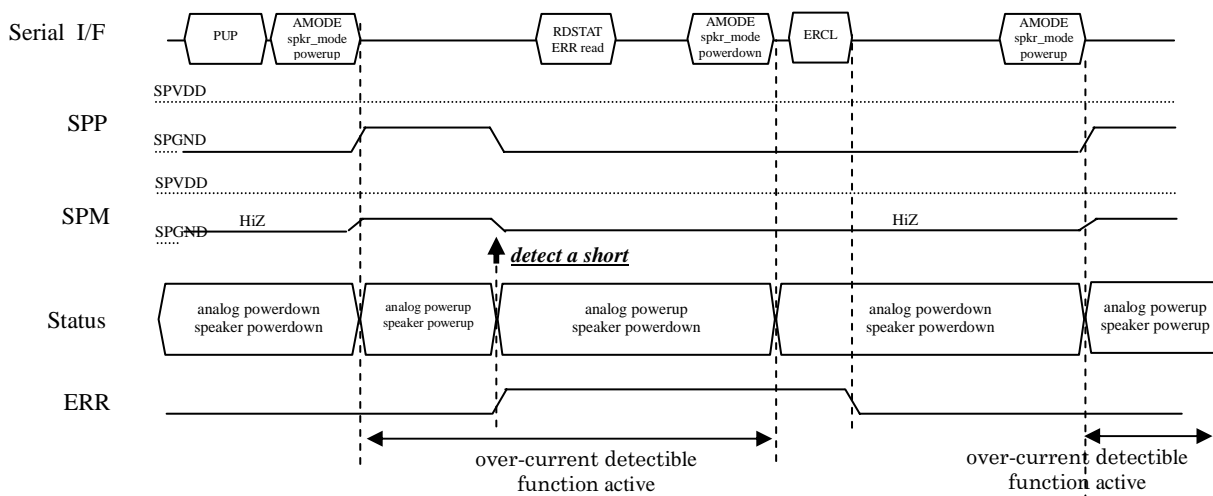 Serial I/F
PUP
AMODE
spkr_mode
powerup
RDSTAT
ERR read
AMODE
spkr_mode
powerdown
ERCL
AMODE
spkr_mode
powerup
SPVDD
SPP
SPGND
SPVDD
SPM
SPGND
HiZ
HiZ
detect a short
Status
analog powerdown
speaker powerdown
analog powerup
speaker powerup
analog powerup
speaker powerdown
analog powerdown
speaker powerdown
analog powerup
speaker powerup
ERR
over-current detectible
function active
over-current detectible
function active